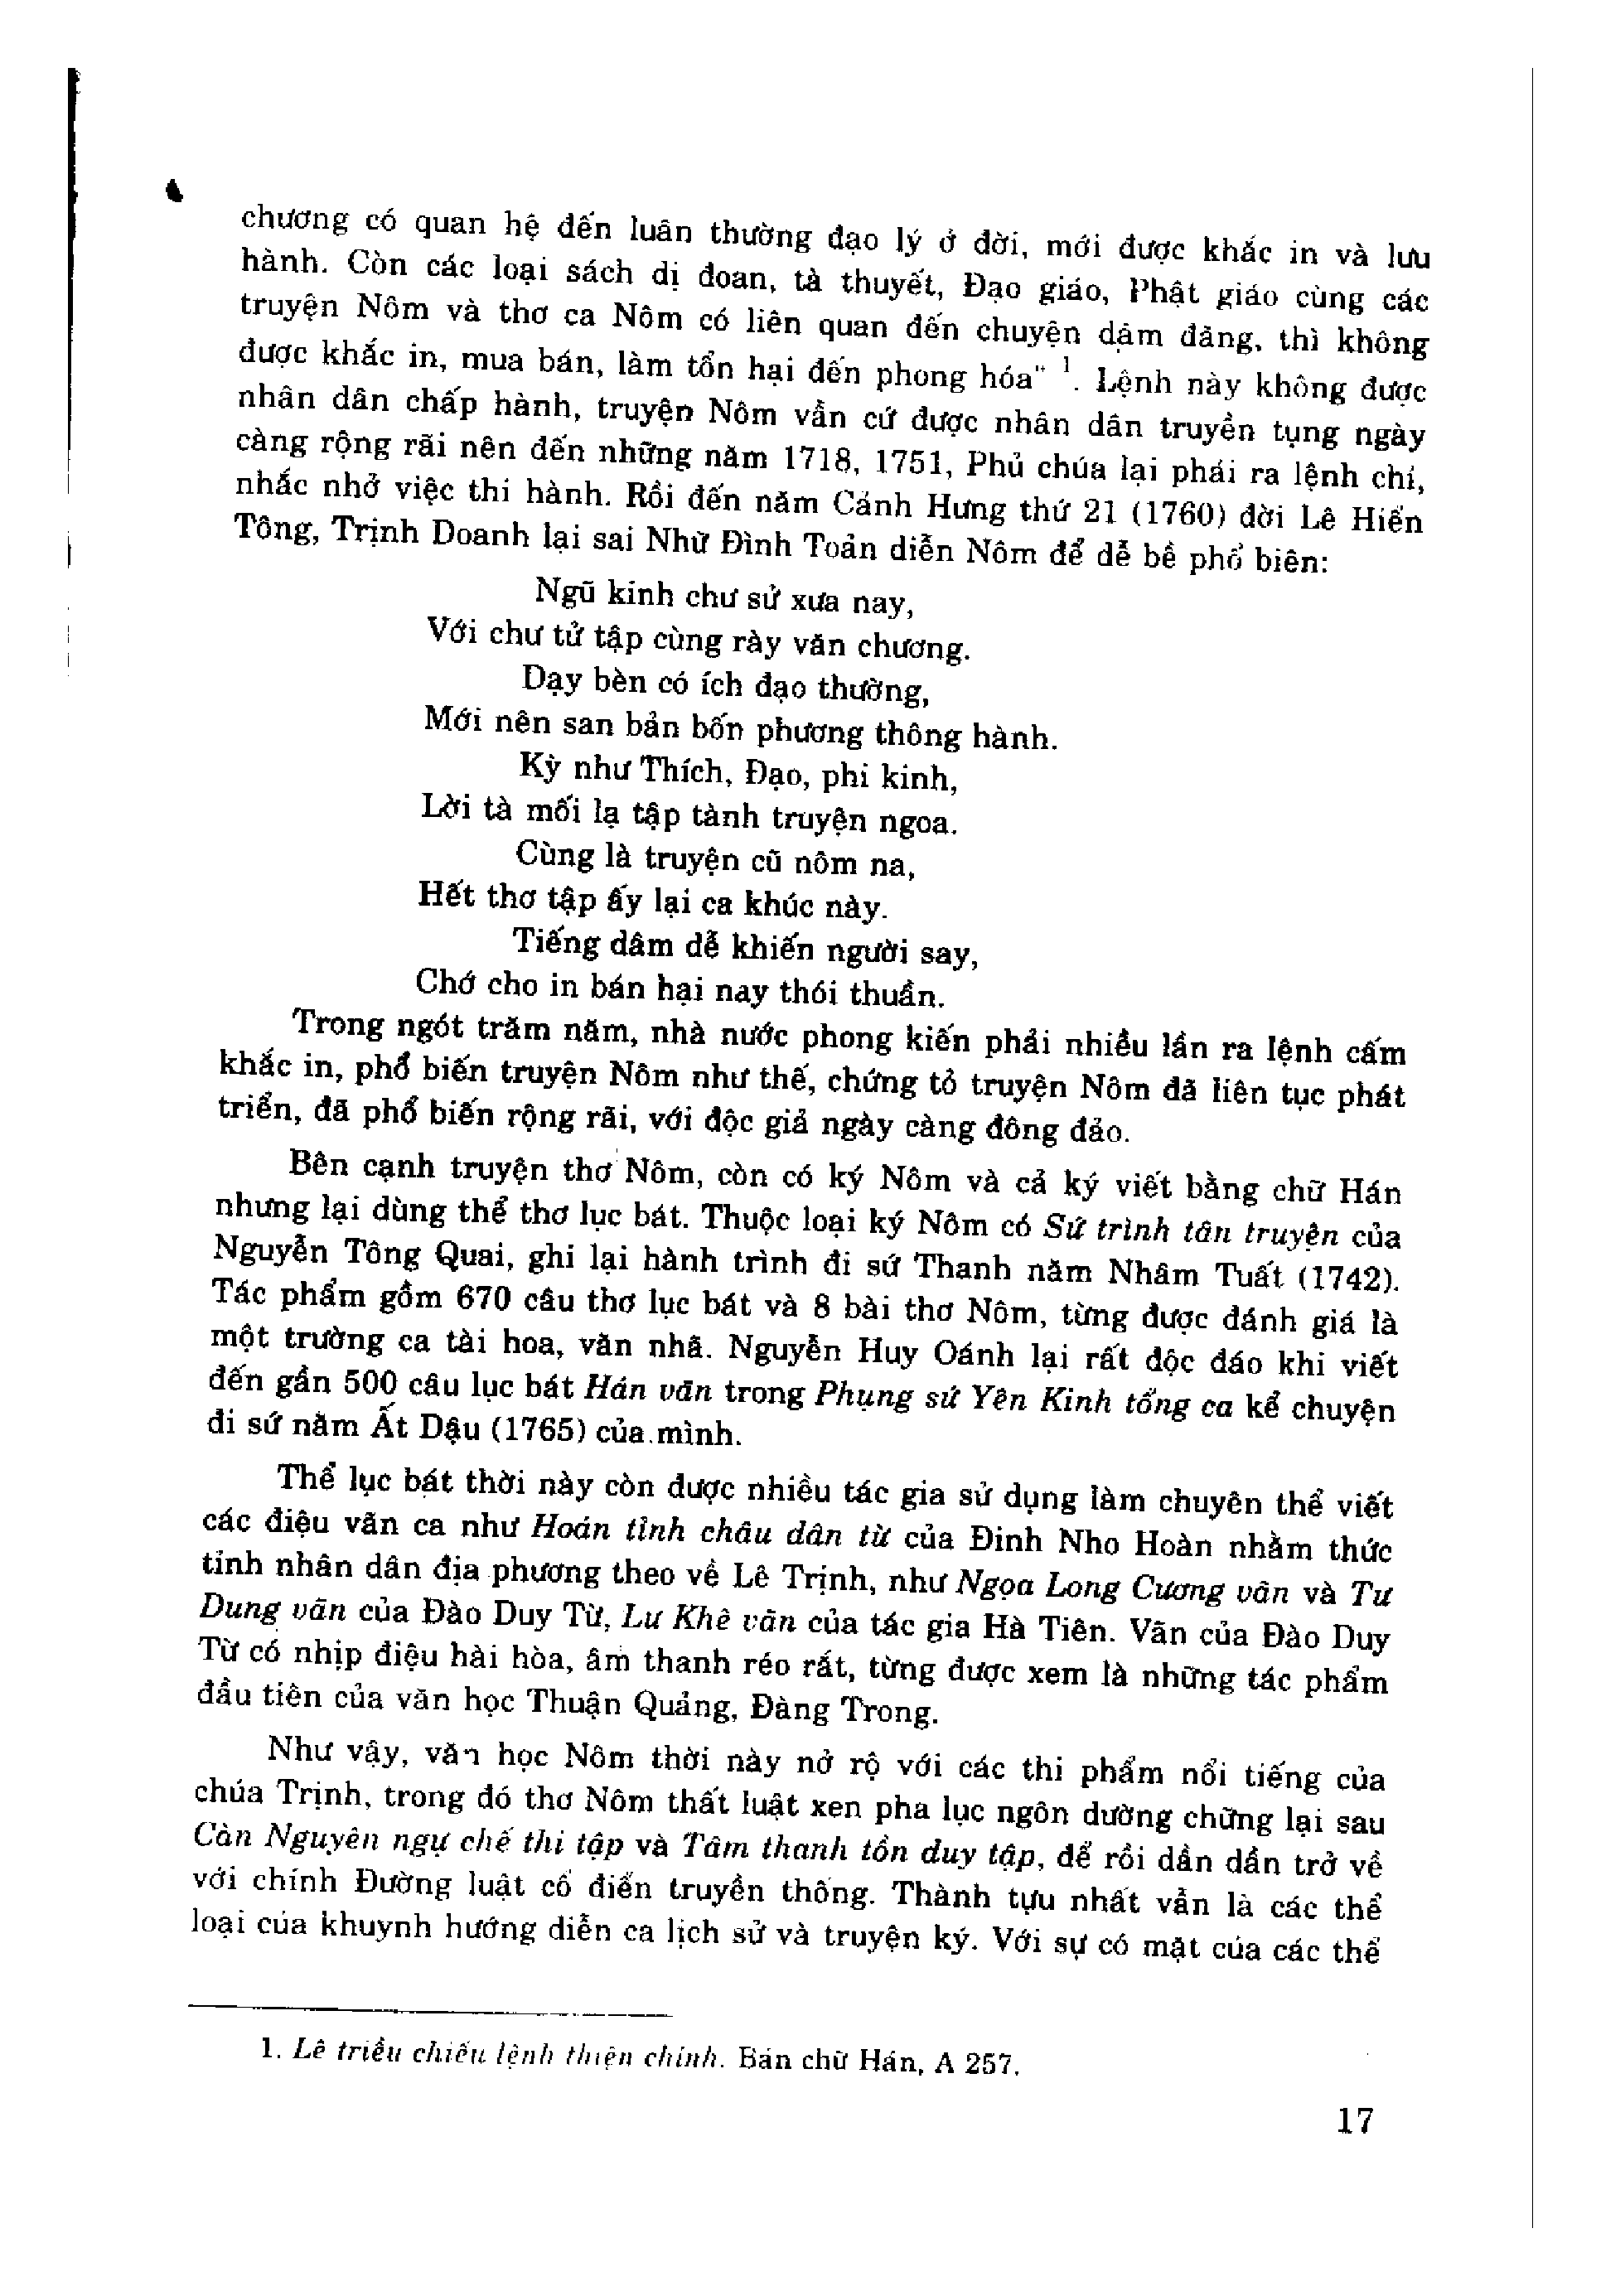 chương có quan hệ đến luân thường đạo lý ở đời, mới được khắc in và lưu
hành. Còn các loại sách dị đoan, tà thuyết, Đạo giáo, Phật giáo cùng các
truyện Nôm và thơ ca Nôm có liên quan đến chuyện dâm đãng, thì không
được khắc in, mua bán, làm tổn hại đến phong hóa" 1. Lệnh này không được
nhân dân chấp hành, truyện Nôm vẫn cứ được nhân dân truyền tụng ngày
càng rộng rãi nên đến những năm 1718, 1751, Phủ chúa lại phải ra lệnh chỉ,
nhắc nhở việc thi hành. Rồi đến năm Cảnh Hưng thứ 21 (1760) đời Lê Hiển
Tông, Trịnh Doanh lại sai Nhữ Đình Toản diễn Nôm để dễ bề phổ biên:
Ngũ kinh chư sử xưa nay,
Với chư tử tập cùng rày văn chương.
Dạy bèn có ích đạo thường,
Mới nên san bản bốn phương thông hành.
Kỳ như Thích, Đạo, phi kinh,
Lời tà mối lạ tập tành truyện ngoa.
Cùng là truyện cũ nôm na,
Hết thơ tập ấy lại ca khúc này.
Tiếng dâm dễ khiến người say,
Chớ cho in bán hại nay thói thuần.
Trong ngót trăm năm, nhà nước phong kiến phải nhiều lần ra lệnh cấm
khắc in, phổ biến truyện Nôm như thế, chứng tỏ truyện Nôm đã liên tục phát
triển, đã phổ biến rộng rãi, với độc giả ngày càng đông đảo.
Bên cạnh truyện thơ Nôm, còn có ký Nôm và cả ký viết bằng chữ Hán
nhưng lại dùng thể thơ lục bát. Thuộc loại ký Nôm có Sứ trình tân truyện của
Nguyễn Tông Quai, ghi lại hành trình đi sứ Thanh năm Nhâm Tuất (1742).
Tác phẩm gồm 670 câu thơ lục bát và 8 bài thơ Nôm, từng được đánh giá là
một trường ca tài hoa, văn nhã. Nguyễn Huy Oánh lại rất độc đáo khi viết
đến gần 500 câu lục bát Hán văn trong Phụng sứ Yên Kinh tổng ca kể chuyện
đi sứ năm Ất Dậu (1765) của mình.
Thể lục bát thời này còn được nhiều tác gia sử dụng làm chuyên thể viết
các điệu vãn ca như Hoán tỉnh châu dân từ của Đinh Nho Hoàn nhằm thức
tỉnh nhân dân địa phương theo về Lê Trịnh, như Ngọa Long Cương vãn và Tư
Dung vãn của Đào Duy Từ, Lư Khê vãn của tác gia Hà Tiên. Vãn của Đào Duy
Từ có nhịp điệu hài hòa, âm thanh réo rắt, từng được xem là những tác phẩm
đầu tiên của văn học Thuận Quảng, Đàng Trong.
Như vậy, văn học Nôm thời này nở rộ với các thi phẩm nổi tiếng của
chúa Trịnh, trong đó thơ Nôm thất luật xen pha lục ngôn dường chững lại sau
Càn Nguyên ngự chế thi tập và Tâm thanh tồn duy tập, để rồi dần dần trở về
với chính Đường luật cổ điển truyền thống. Thành tựu nhất vẫn là các thể
loại của khuynh hướng diễn ca lịch sử và truyện ký. Với sự có mặt của các thể
1. Lê triều chiếu lệnh thiện chính. Bản chữ Hán, A 257.
17